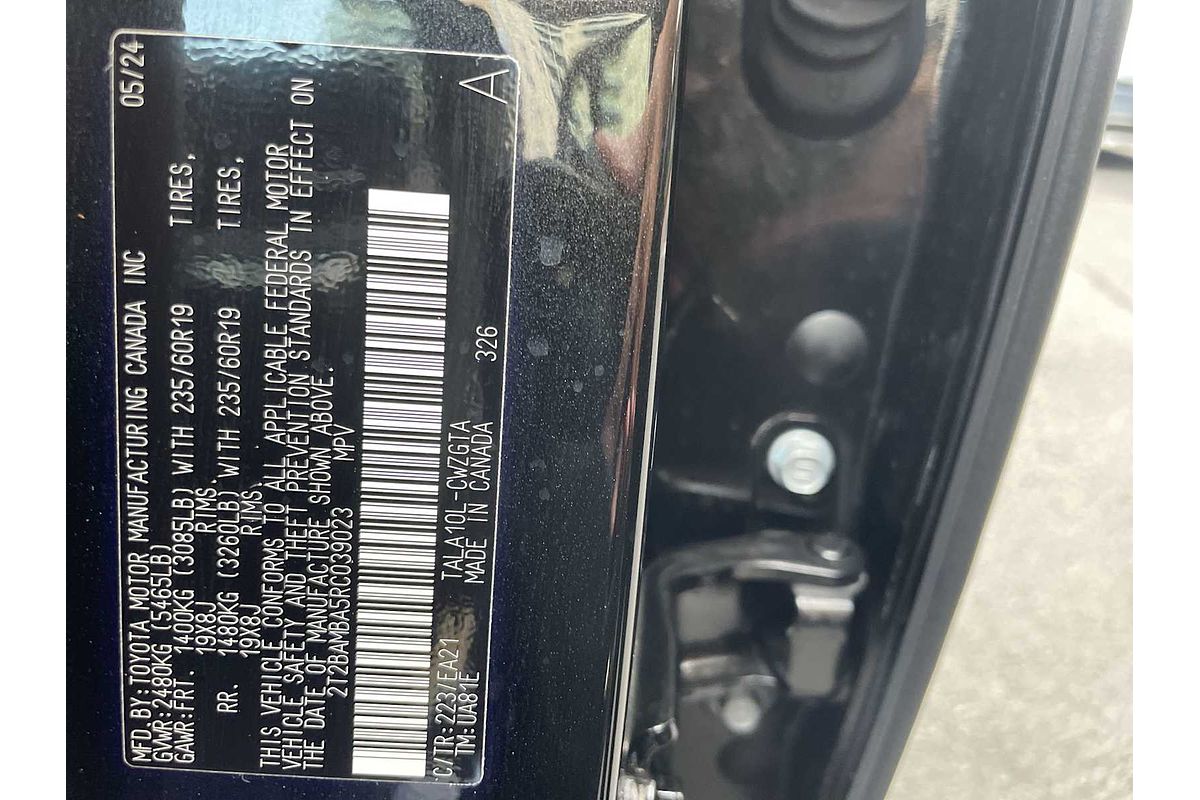 MFD. BY: TOYOTA MOTOR MANUFACTURING CANADA INC 05/24
GVWR: 2480KG (5465LB)
GAWR: FRT. 1400KG (3085LB) WITH 235/60R19 TIRES,
19X8J RIMS
RR. 1480KG (3260LB) WITH 235/60R19 TIRES,
19X8J RIMS
THIS VEHICLE CONFORMS TO ALL APPLICABLE FEDERAL MOTOR
VEHICLE SAFETY AND THEFT PREVENTION STANDARDS IN EFFECT ON
THE DATE OF MANUFACTURE SHOWN ABOVE.
2T2BAMBA5RC039023 MPV
C/TR: 223/EA21 TALA10L-CWZGTA 326 A
TM: UA81E MADE IN CANADA